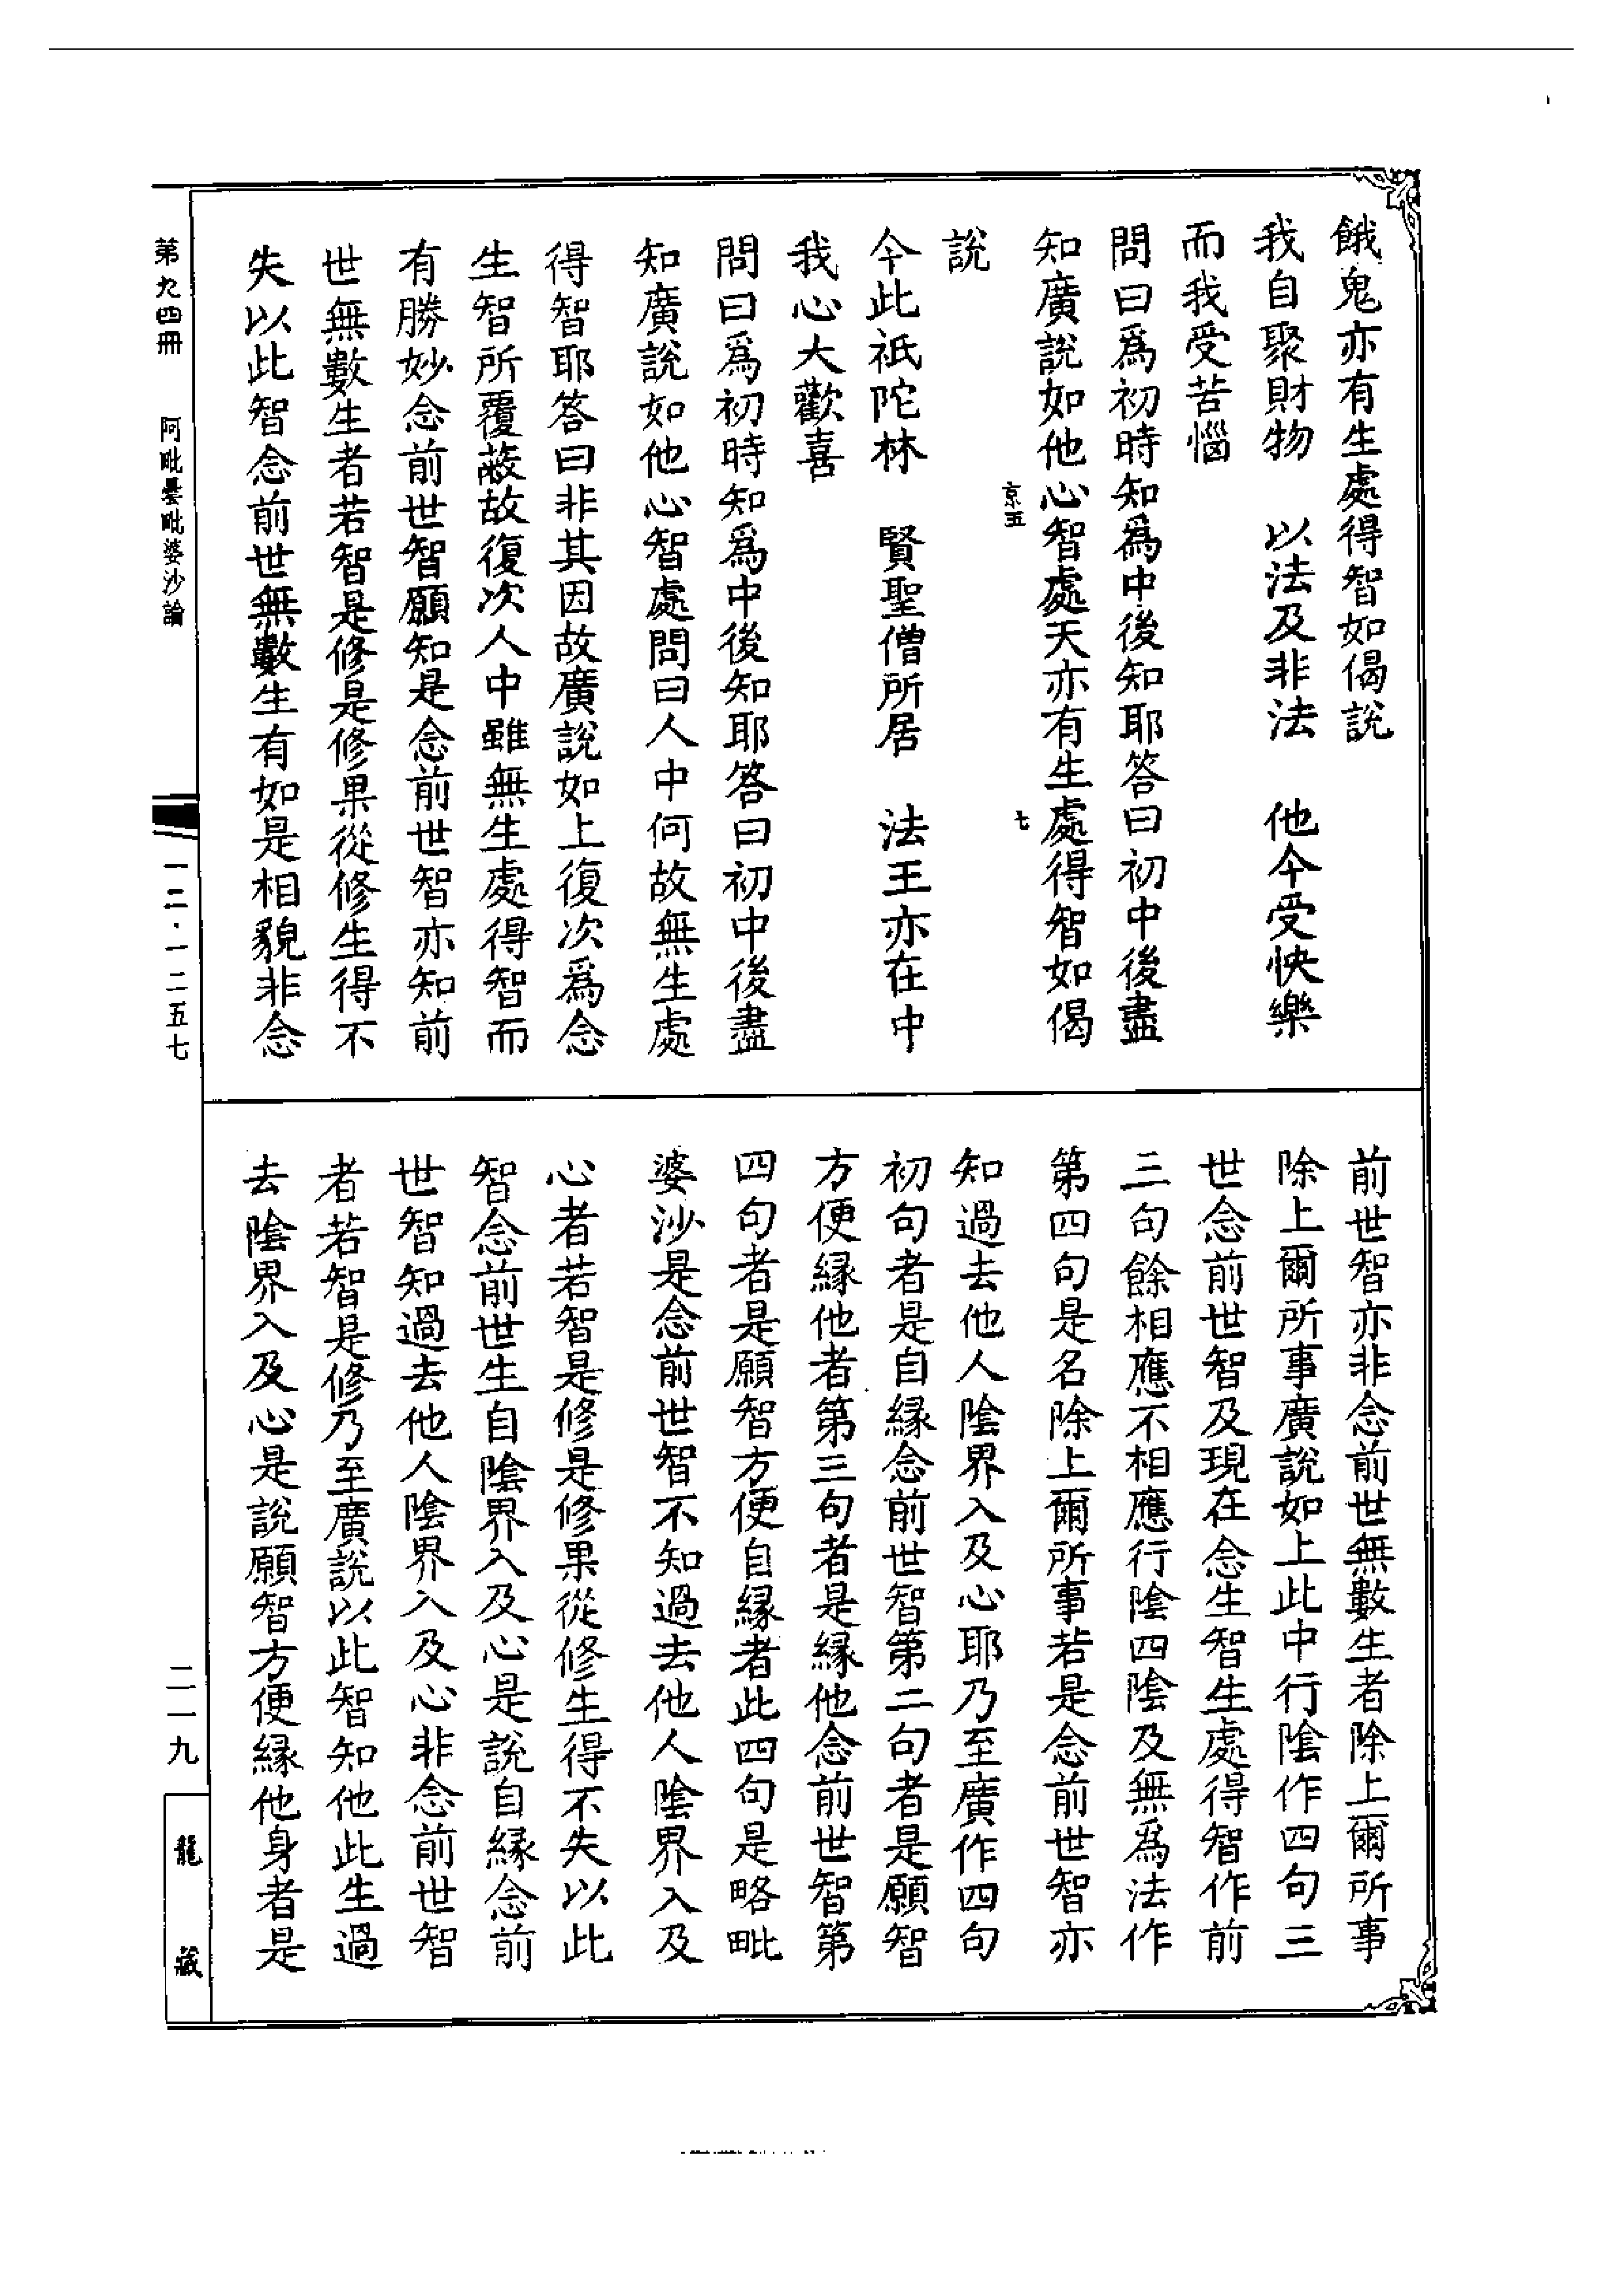 餓鬼亦有生處得智如偈說
我自聚財物　以法及非法　他今受快樂
而我受苦惱
問曰爲初時知爲中後知耶答曰初中後盡
知廣說如他心智處天亦有生處得智如偈
京五　七
說
今此祇陀林　賢聖僧所居　法王亦在中
我心大歡喜
問曰爲初時知爲中後知耶答曰初中後盡
知廣說如他心智處問曰人中何故無生處
得智耶答曰非其因故廣說如上復次爲念
生智所覆蔽故復次人中雖無生處得智而
有勝妙念前世智願知是念前世智亦知前
世無數生者若智是修是修果從修生得不
失以此智念前世無數生有如是相貌非念
前世智亦非念前世無數生者除上爾所事
除上爾所事廣說如上此中行陰作四句三
世念前世智及現在念生智生處得智作前
三句餘相應不相應行陰四陰及無爲法作
第四句是名除上爾所事若是念前世智亦
知過去他人陰界入及心耶乃至廣作四句
初句者是自緣念前世智第二句者是願智
方便緣他者第三句者是緣他念前世智第
四句者是願智方便自緣者此四句是略毗
婆沙是念前世智不知過去他人陰界入及
心者若智是修是修果從修生得不失以此
智念前世生自陰界入及心是說自緣念前
世智知過去他人陰界入及心非念前世智
者若智是修乃至廣說以此智知他此生過
去陰界入及心是說願智方便緣他身者是
第九四冊　阿毗曇毗婆沙論
一二·一二五七
二一九
龍藏